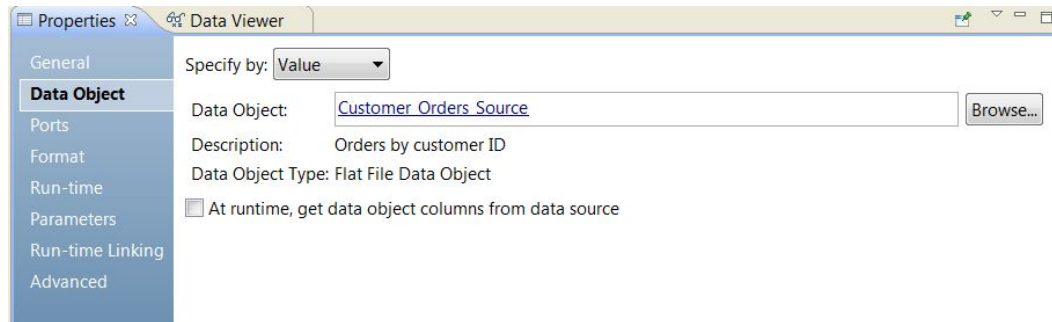 Properties Data Viewer
General
Data Object
Ports
Format
Run-time
Parameters
Run-time Linking
Advanced
Specify by: Value
Data Object: Customer_Orders_Source Browse...
Description: Orders by customer ID
Data Object Type: Flat File Data Object
At runtime, get data object columns from data source